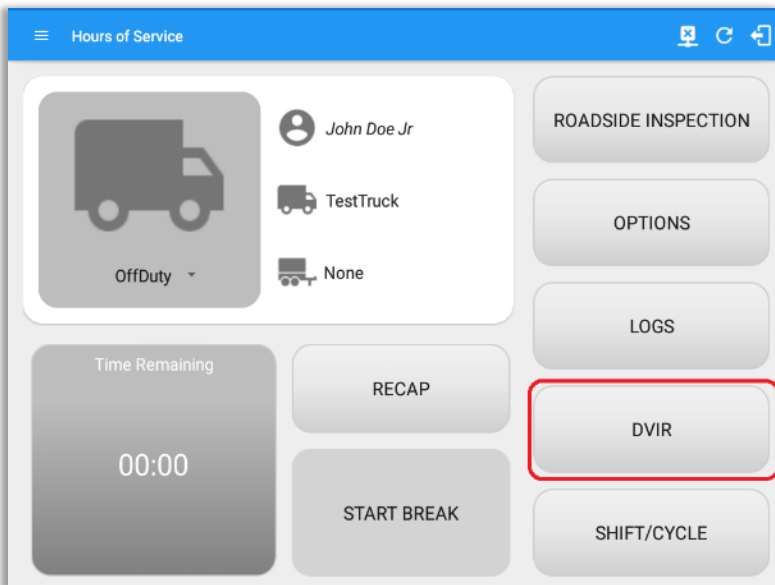 Hours of Service
John Doe Jr
TestTruck
None
OffDuty
ROADSIDE INSPECTION
OPTIONS
LOGS
DVIR
SHIFT/CYCLE
Time Remaining
00:00
RECAP
START BREAK